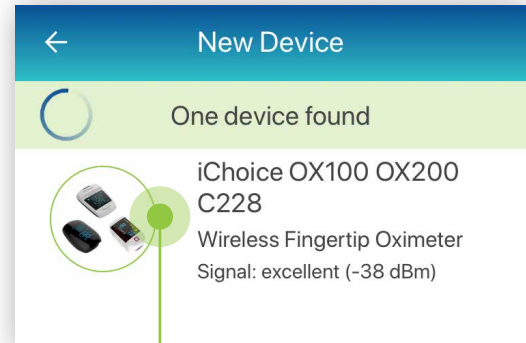 New Device
One device found
iChoice OX100 OX200
C228
Wireless Fingertip Oximeter
Signal: excellent (-38 dBm)